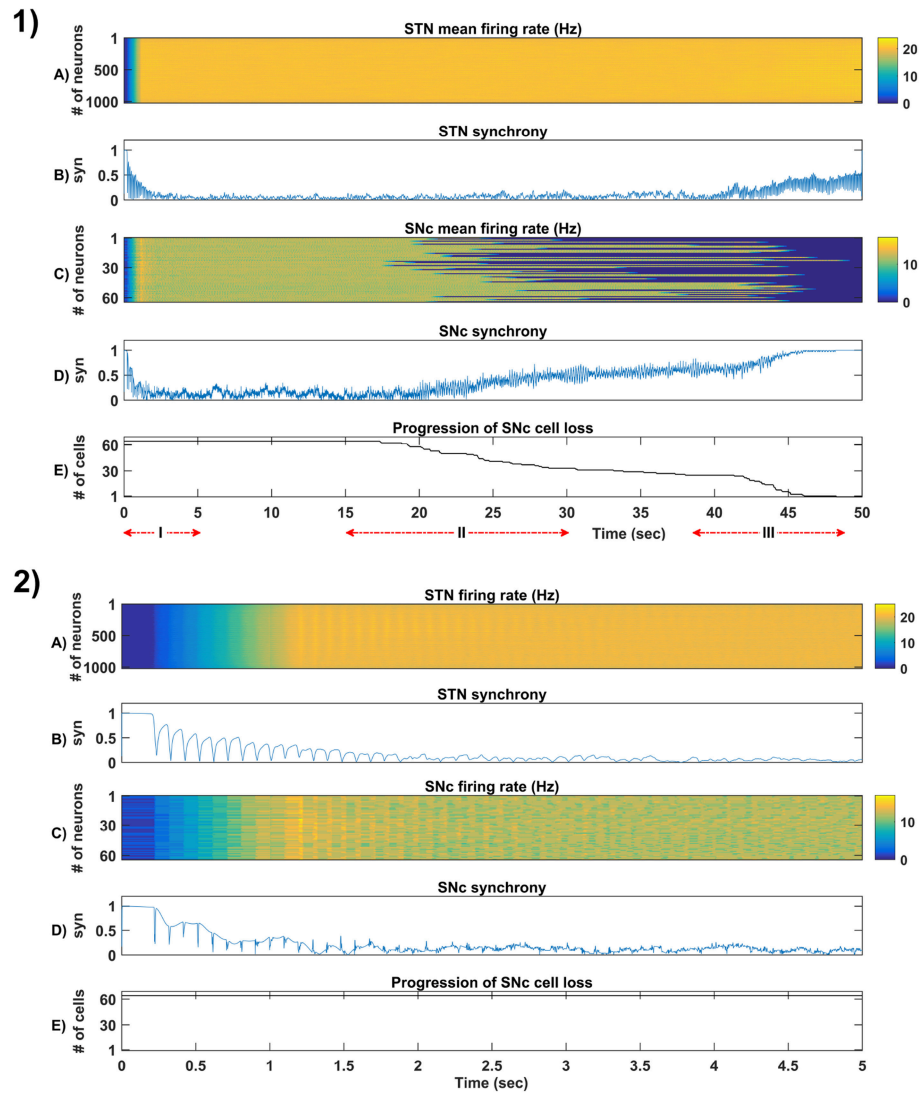 1)
STN mean firing rate (Hz)
A)
# of neurons
1
500
1000
20
10
0
STN synchrony
B)
syn
1
0.5
0
SNc mean firing rate (Hz)
C)
# of neurons
1
30
60
10
0
SNc synchrony
D)
syn
1
0.5
0
Progression of SNc cell loss
E)
# of cells
60
30
1
0 5 10 15 20 25 30 35 40 45 50
I II Time (sec) III
2)
STN firing rate (Hz)
A)
# of neurons
1
500
1000
20
10
0
STN synchrony
B)
syn
1
0.5
0
SNc firing rate (Hz)
C)
# of neurons
1
30
60
10
0
SNc synchrony
D)
syn
1
0.5
0
Progression of SNc cell loss
E)
# of cells
60
30
1
0 0.5 1 1.5 2 2.5 3 3.5 4 4.5 5
Time (sec)